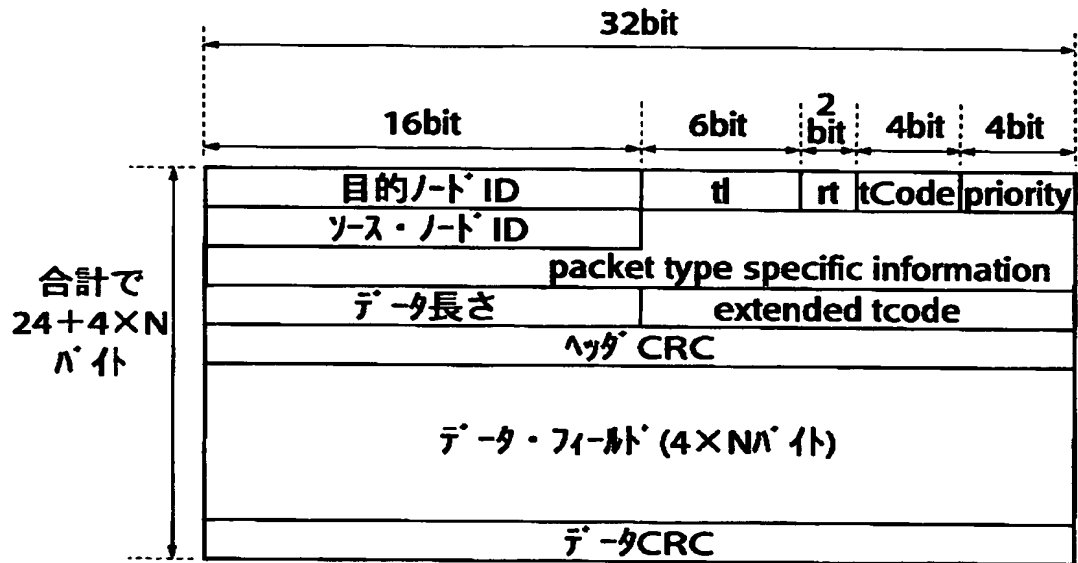 32bit
16bit 6bit 2 bit 4bit 4bit
目的ﾉｰﾄﾞID tl rt tCode priority
ｿｰｽ・ﾉｰﾄﾞID
packet type specific information
合計で
24+4×N
ﾊﾞｲﾄ
ﾃﾞｰﾀ長さ extended tcode
ﾍｯﾀﾞCRC
ﾃﾞｰﾀ・ﾌｨｰﾙﾄﾞ(4×Nﾊﾞｲﾄ)
ﾃﾞｰﾀCRC